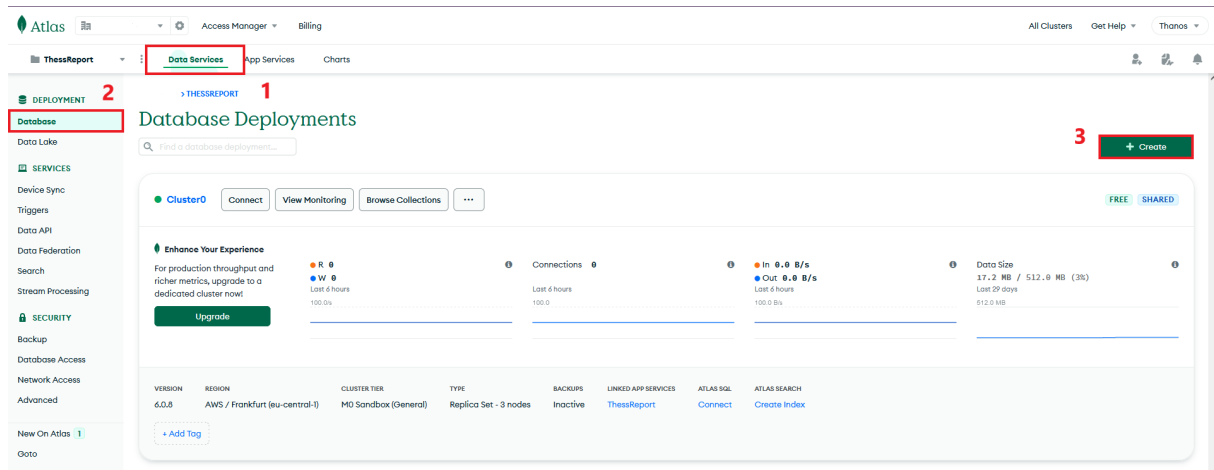 Atlas
Access Manager
Billing
All Clusters
Get Help
Thanos
ThessReport
Data Services
App Services
Charts
1
2
DEPLOYMENT
Database
Data Lake
SERVICES
Device Sync
Triggers
Data API
Data Federation
Search
Stream Processing
SECURITY
Backup
Database Access
Network Access
Advanced
New On Atlas 1
Goto
> THESSREPORT
Database Deployments
Find a database deployment...
3
+ Create
Cluster0
Connect
View Monitoring
Browse Collections
...
FREE
SHARED
Enhance Your Experience
For production throughput and
richer metrics, upgrade to a
dedicated cluster now!
Upgrade
R 0
W 0
Last 6 hours
100.0/s
Connections 0
Last 6 hours
100.0
In 0.0 B/s
Out 0.0 B/s
Last 6 hours
100.0 B/s
Data Size
17.2 MB / 512.0 MB (3%)
Last 29 days
512.0 MB
VERSION REGION CLUSTER TIER TYPE BACKUPS LINKED APP SERVICES ATLAS SQL ATLAS SEARCH
6.0.8 AWS / Frankfurt (eu-central-1) M0 Sandbox (General) Replica Set - 3 nodes Inactive ThessReport Connect Create Index
+ Add Tag